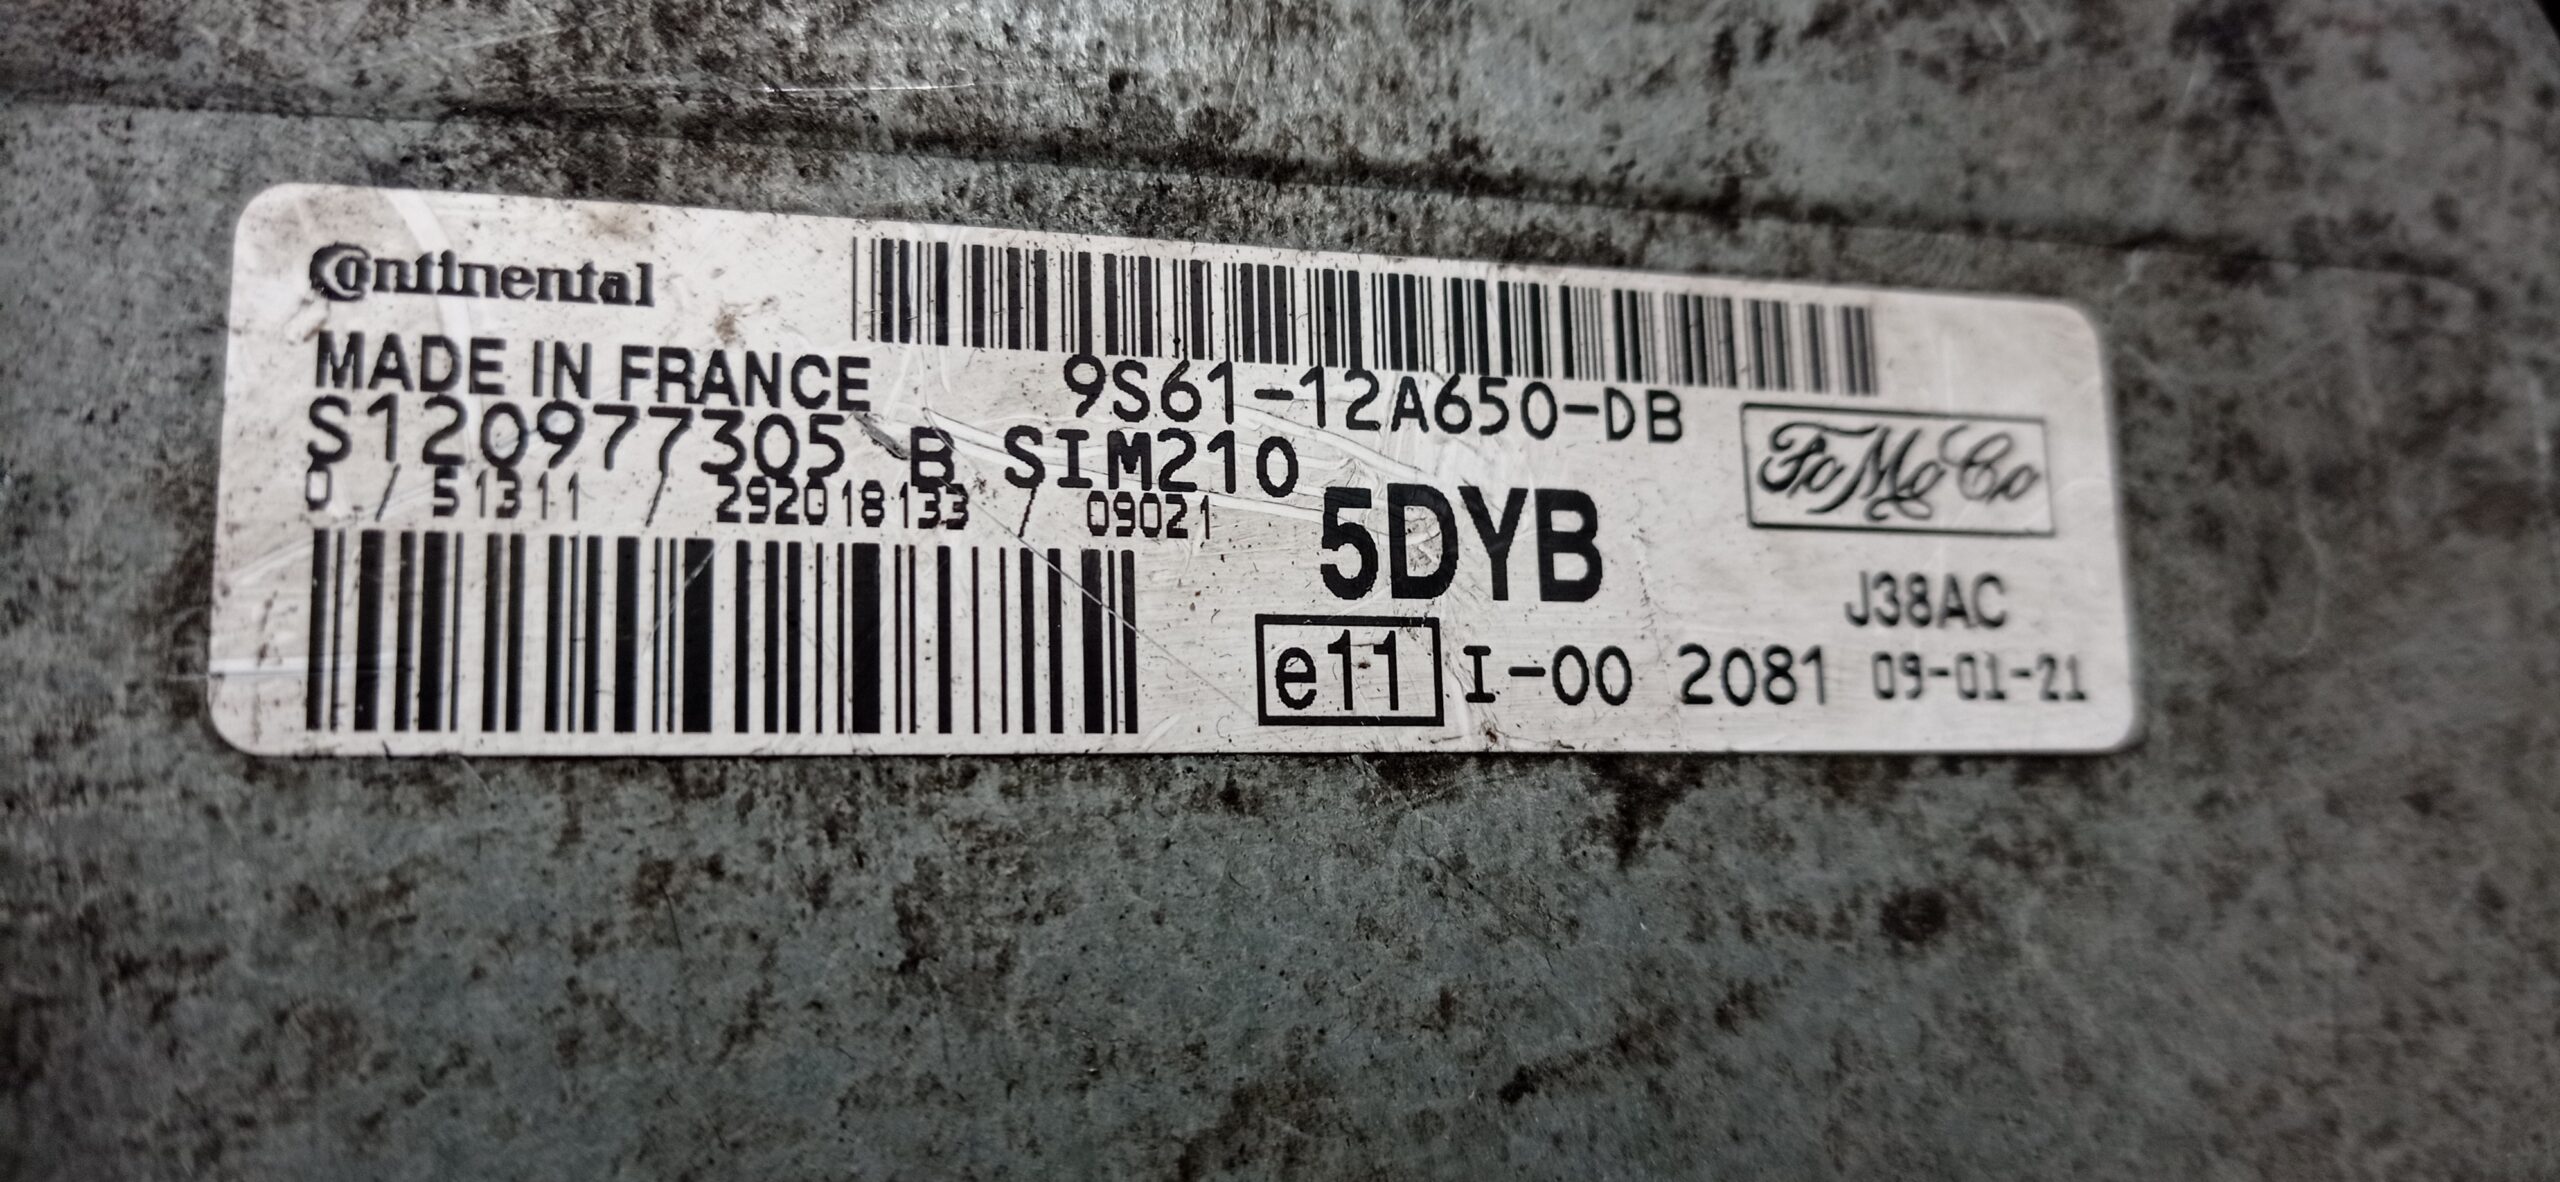 Continental
MADE IN FRANCE
9S61-12A650-DB
S120977305 B SIM210
0 / 51311 / 292018133 / 09021
5DYB
FoMoCo
J38AC
e11 I-00 2081 09-01-21